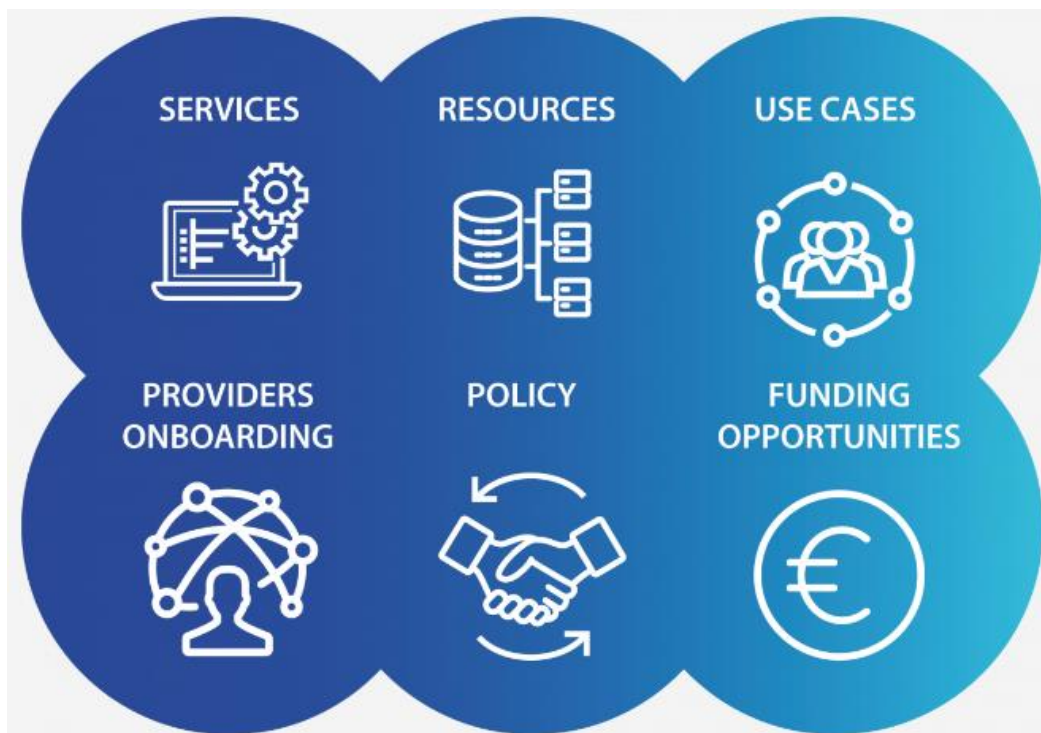 SERVICES
RESOURCES
USE CASES
PROVIDERS
ONBOARDING
POLICY
FUNDING
OPPORTUNITIES